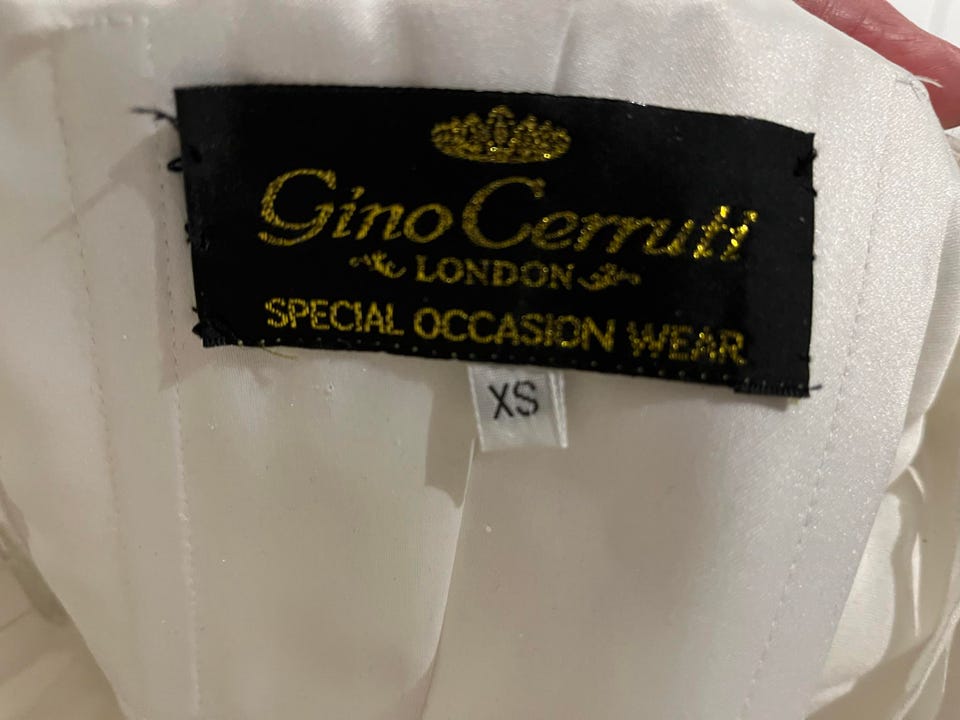 Gino Cerruti
LONDON
SPECIAL OCCASION WEAR
XS